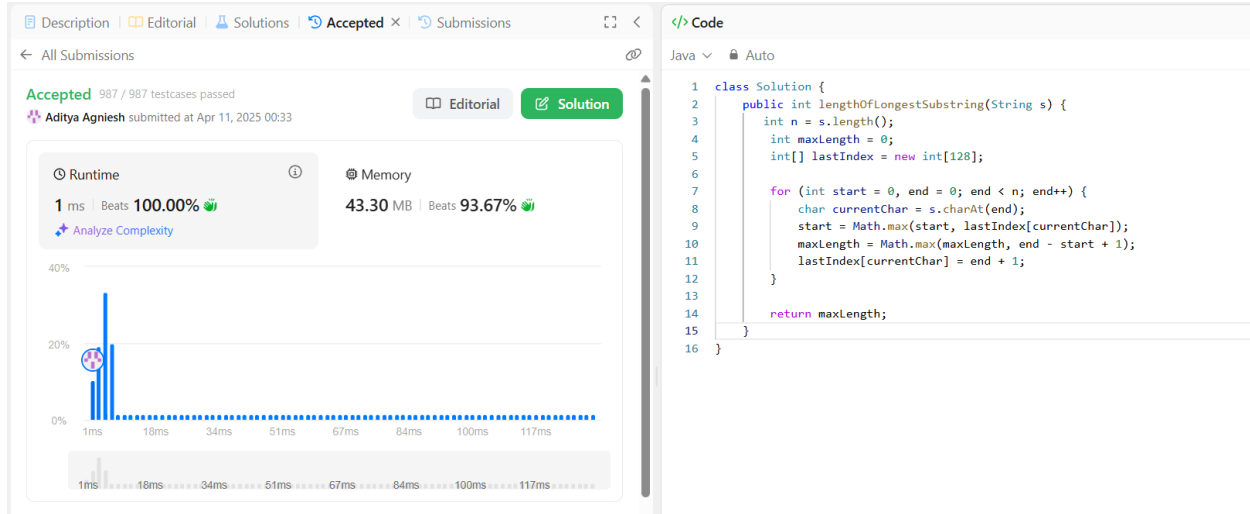 Description | Editorial | Solutions | Accepted × | Submissions
All Submissions
Accepted 987 / 987 testcases passed
Aditya Agniesh submitted at Apr 11, 2025 00:33
Editorial
Solution
Runtime
1 ms | Beats 100.00%
Analyze Complexity
Memory
43.30 MB | Beats 93.67%
40%
20%
0%
1ms 18ms 34ms 51ms 67ms 84ms 100ms 117ms
1ms 18ms 34ms 51ms 67ms 84ms 100ms 117ms
</> Code
Java Auto
1 class Solution {
2     public int lengthOfLongestSubstring(String s) {
3        int n = s.length();
4         int maxLength = 0;
5         int[] lastIndex = new int[128];
6
7         for (int start = 0, end = 0; end < n; end++) {
8             char currentChar = s.charAt(end);
9             start = Math.max(start, lastIndex[currentChar]);
10             maxLength = Math.max(maxLength, end - start + 1);
11             lastIndex[currentChar] = end + 1;
12         }
13
14         return maxLength;
15     }
16 }